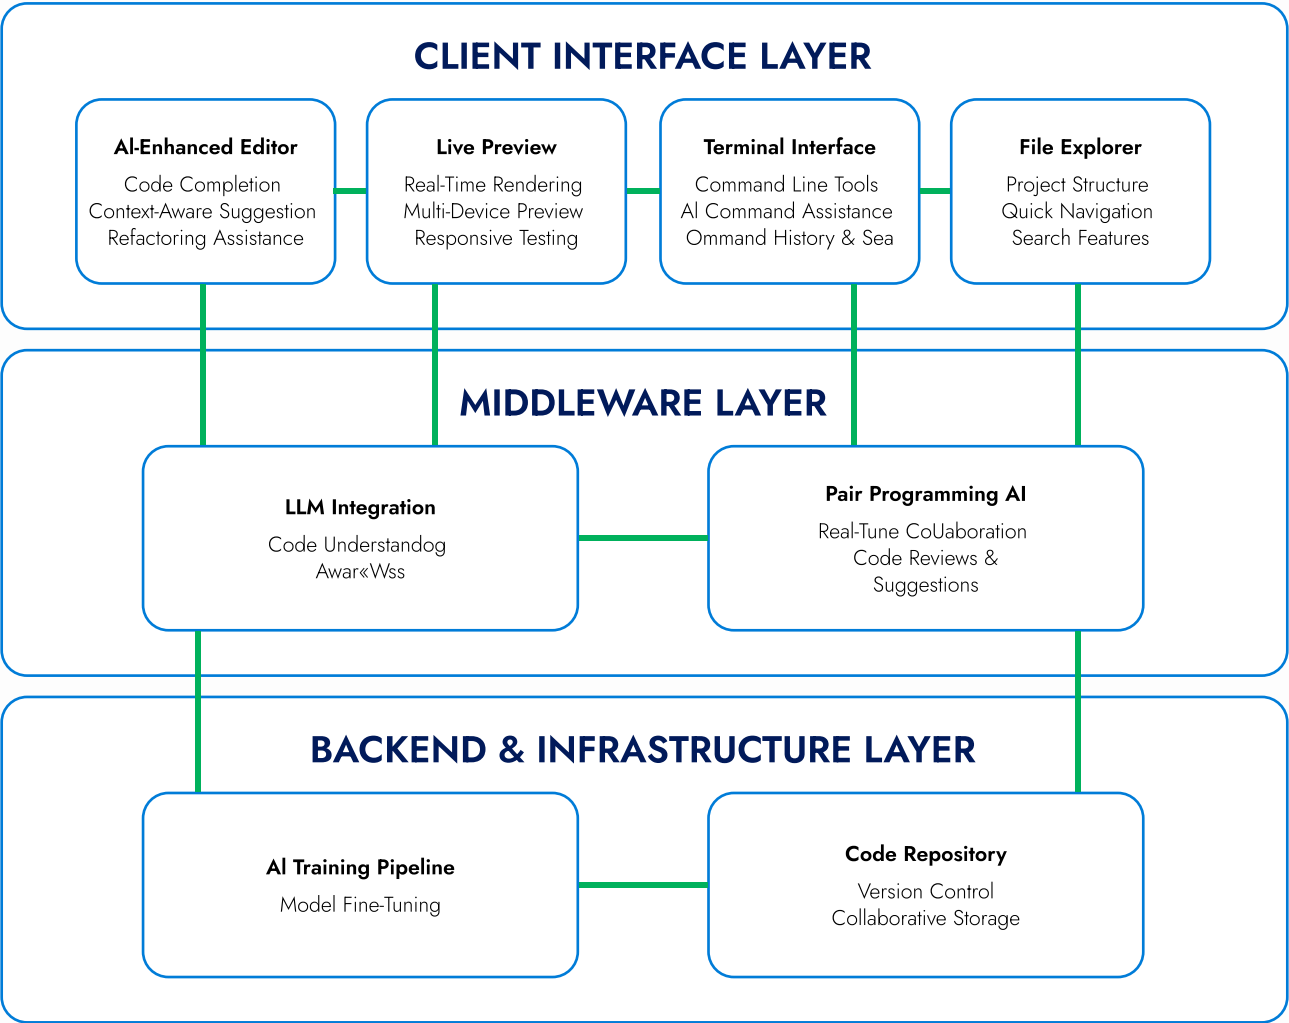 CLIENT INTERFACE LAYER
Al-Enhanced Editor
Code Completion
Context-Aware Suggestion
Refactoring Assistance
Live Preview
Real-Time Rendering
Multi-Device Preview
Responsive Testing
Terminal Interface
Command Line Tools
Al Command Assistance
Ommand History & Sea
File Explorer
Project Structure
Quick Navigation
Search Features
MIDDLEWARE LAYER
LLM Integration
Code Understandog
Awar«Wss
Pair Programming AI
Real-Tune CoUaboration
Code Reviews &
Suggestions
BACKEND & INFRASTRUCTURE LAYER
Al Training Pipeline
Model Fine-Tuning
Code Repository
Version Control
Collaborative Storage